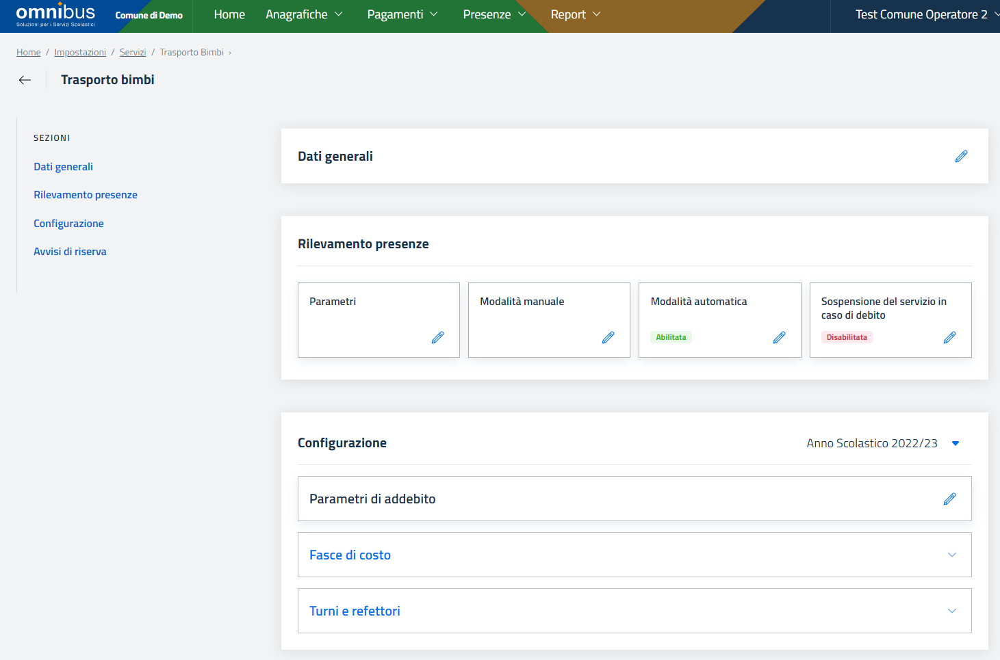 omnibus
Soluzioni per i Servizi Scolastici
Comune di Demo
Home Anagrafiche Pagamenti Presenze Report Test Comune Operatore 2
Home / Impostazioni / Servizi / Trasporto Bimbi ›
Trasporto bimbi
SEZIONI
Dati generali
Rilevamento presenze
Configurazione
Avvisi di riserva
Dati generali
Rilevamento presenze
Parametri
Modalità manuale
Modalità automatica
Abilitata
Sospensione del servizio in
caso di debito
Disabilitata
Configurazione
Anno Scolastico 2022/23
Parametri di addebito
Fasce di costo
Turni e refettori